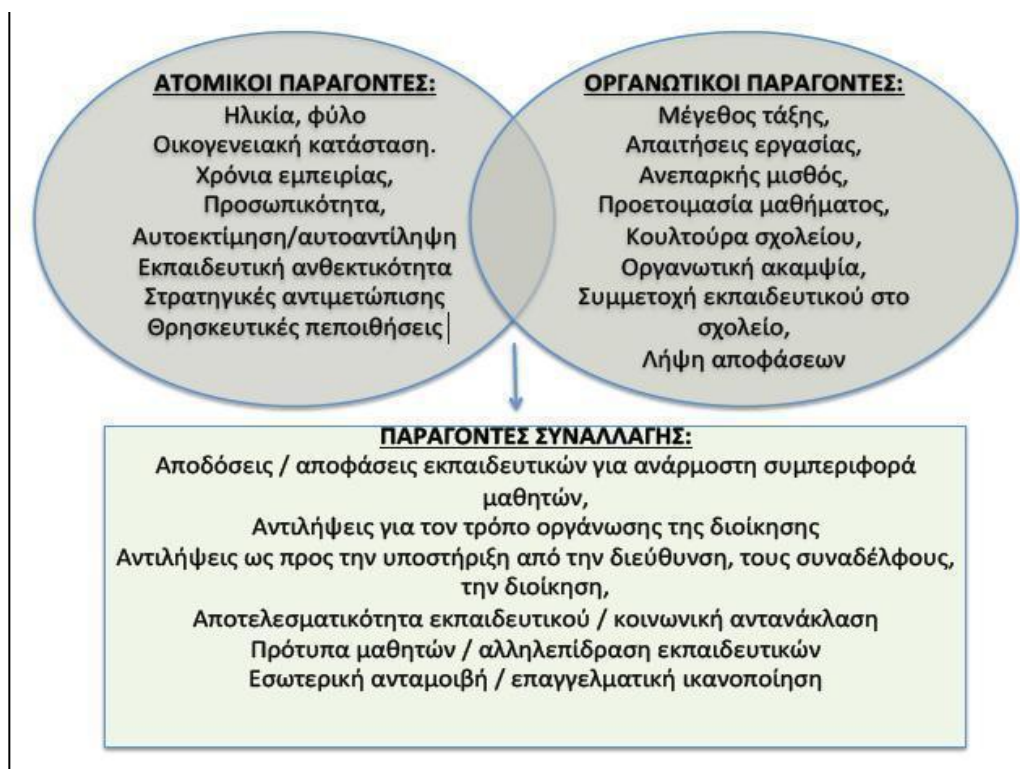 ΑΤΟΜΙΚΟΙ ΠΑΡΑΓΟΝΤΕΣ:
Ηλικία, φύλο
Οικογενειακή κατάσταση.
Χρόνια εμπειρίας,
Προσωπικότητα,
Αυτοεκτίμηση/αυτοαντίληψη
Εκπαιδευτική ανθεκτικότητα
Στρατηγικές αντιμετώπισης
Θρησκευτικές πεποιθήσεις
ΟΡΓΑΝΩΤΙΚΟΙ ΠΑΡΑΓΟΝΤΕΣ:
Μέγεθος τάξης,
Απαιτήσεις εργασίας,
Ανεπαρκής μισθός,
Προετοιμασία μαθήματος,
Κουλτούρα σχολείου,
Οργανωτική ακαμψία,
Συμμετοχή εκπαιδευτικού στο
σχολείο,
Λήψη αποφάσεων
ΠΑΡΑΓΟΝΤΕΣ ΣΥΝΑΛΛΑΓΗΣ:
Αποδόσεις / αποφάσεις εκπαιδευτικών για ανάρμοστη συμπεριφορά
μαθητών,
Αντιλήψεις για τον τρόπο οργάνωσης της διοίκησης
Αντιλήψεις ως προς την υποστήριξη από την διεύθυνση, τους συναδέλφους,
την διοίκηση,
Αποτελεσματικότητα εκπαιδευτικού / κοινωνική αντανάκλαση
Πρότυπα μαθητών / αλληλεπίδραση εκπαιδευτικών
Εσωτερική ανταμοιβή / επαγγελματική ικανοποίηση